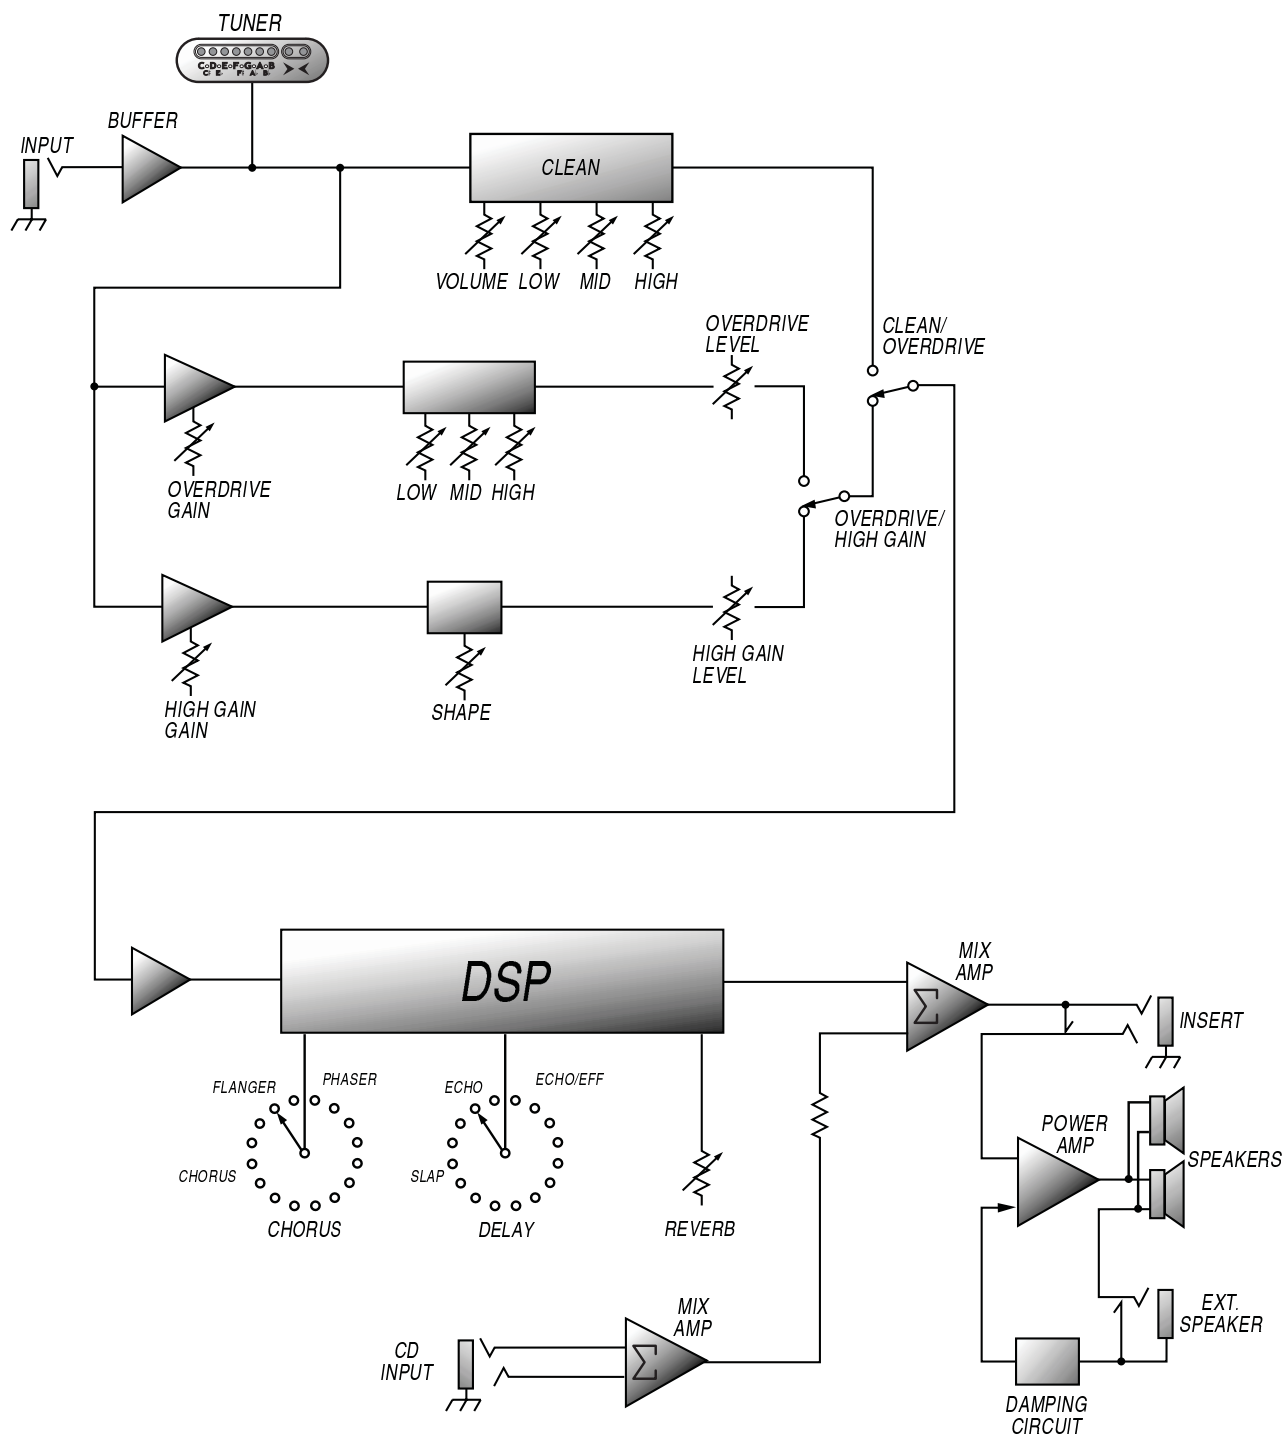 TUNER
C D E F G A B
BUFFER
INPUT
CLEAN
VOLUME LOW MID HIGH
OVERDRIVE
LEVEL
CLEAN/
OVERDRIVE
LOW MID HIGH
OVERDRIVE
GAIN
OVERDRIVE/
HIGH GAIN
HIGH GAIN
LEVEL
HIGH GAIN
GAIN
SHAPE
DSP
MIX
AMP
INSERT
FLANGER
PHASER
CHORUS
CHORUS
ECHO
ECHO/EFF
SLAP
DELAY
REVERB
POWER
AMP
SPEAKERS
MIX
AMP
CD
INPUT
EXT.
SPEAKER
DAMPING
CIRCUIT